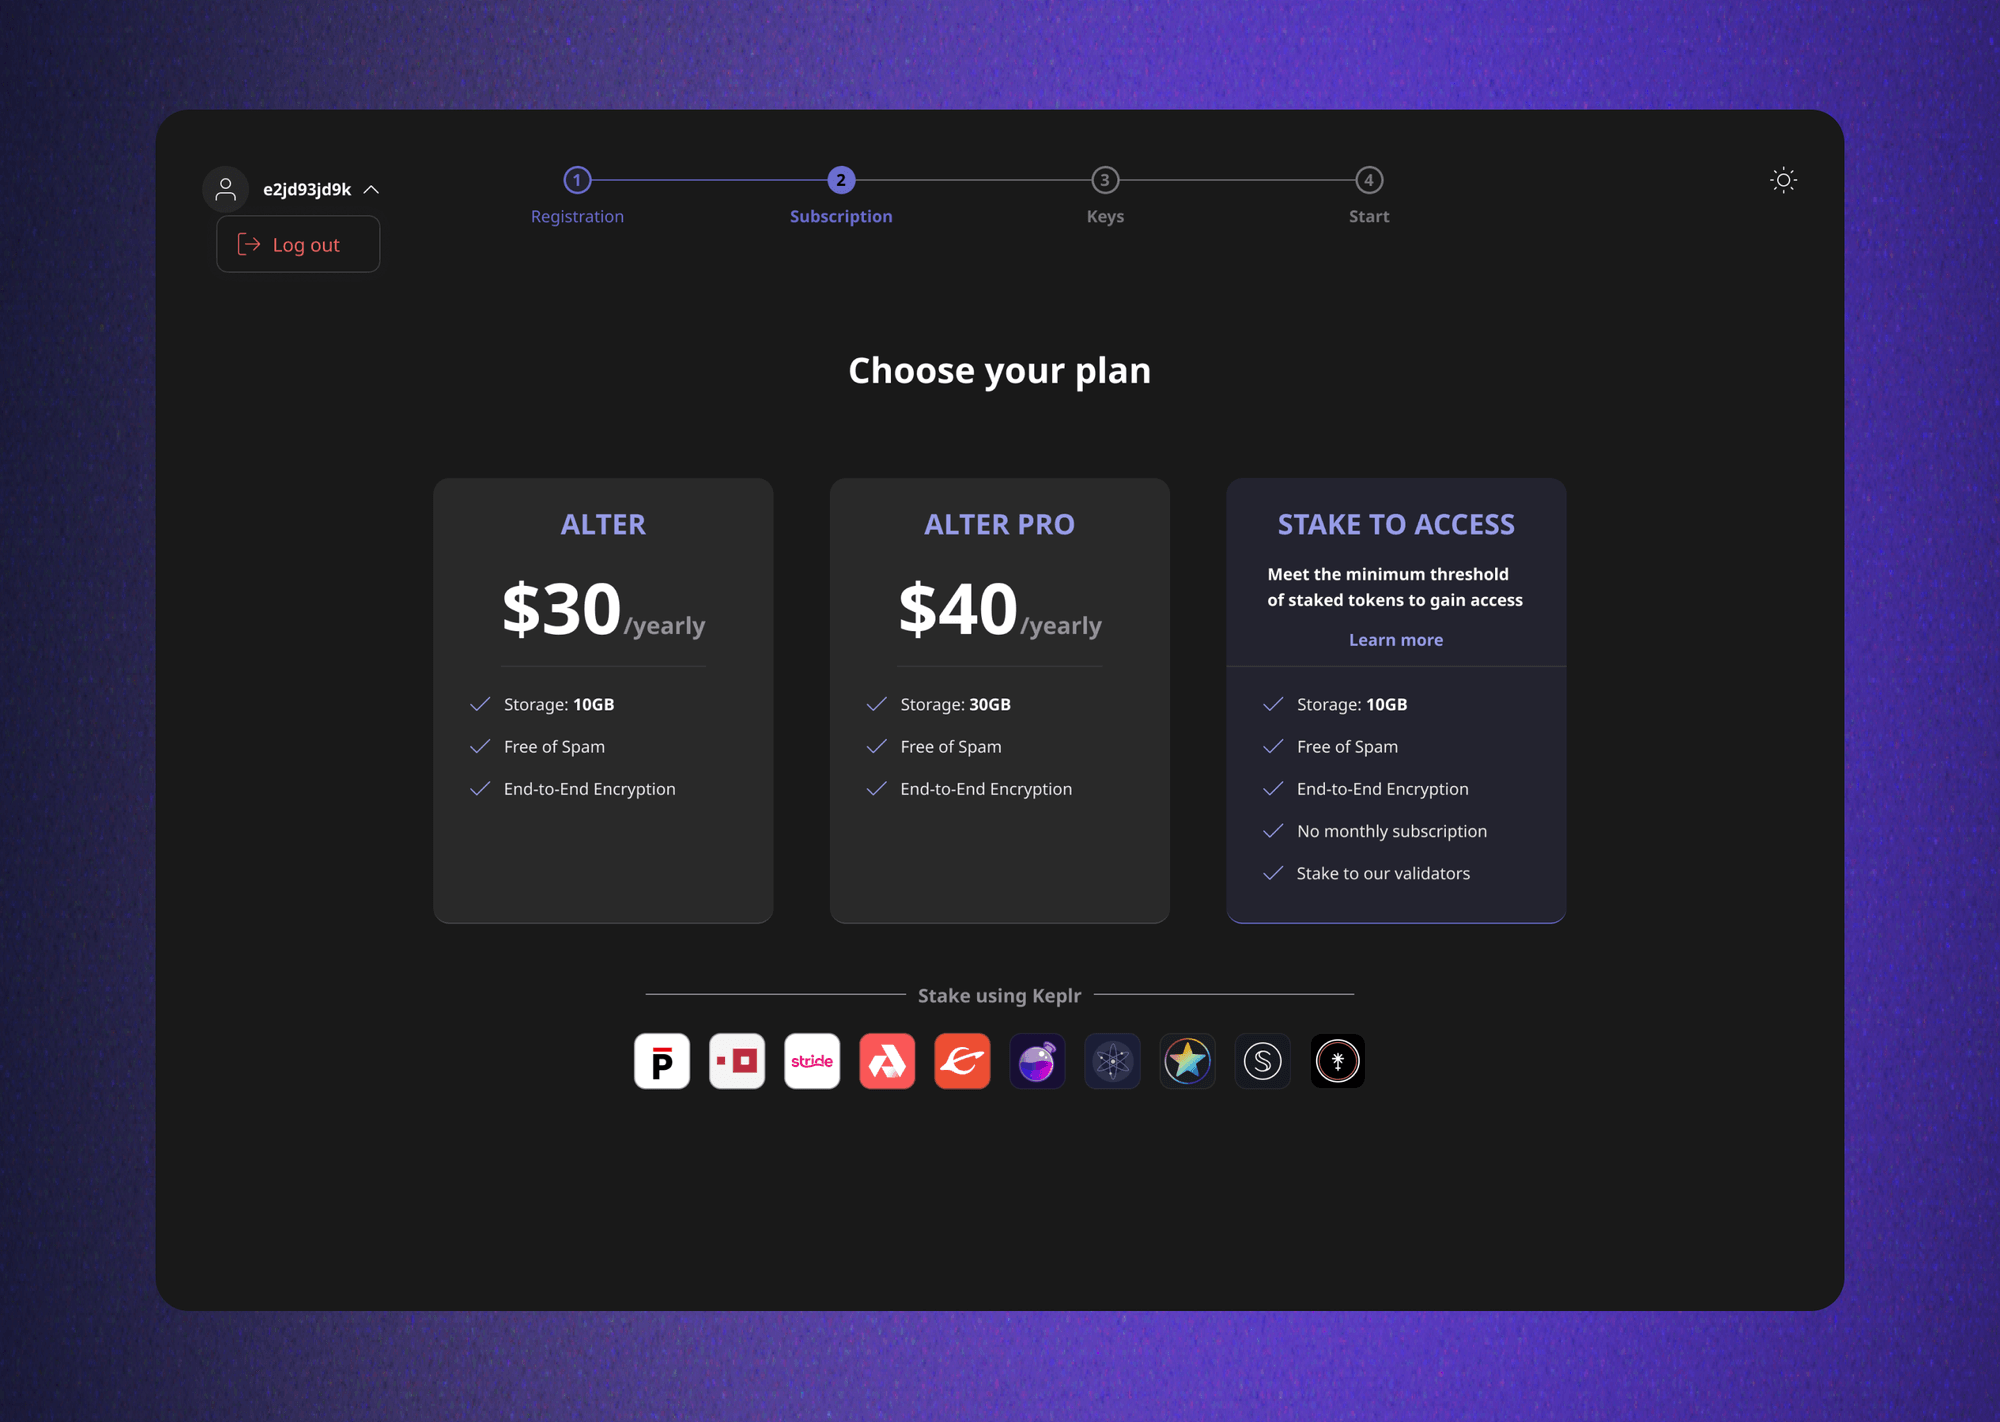 e2jd93jd9k
Log out
1
2
3
4
Registration
Subscription
Keys
Start
Choose your plan
ALTER
$30/yearly
Storage: 10GB
Free of Spam
End-to-End Encryption
ALTER PRO
$40/yearly
Storage: 30GB
Free of Spam
End-to-End Encryption
STAKE TO ACCESS
Meet the minimum threshold
of staked tokens to gain access
Learn more
Storage: 10GB
Free of Spam
End-to-End Encryption
No monthly subscription
Stake to our validators
Stake using Keplr
P
stride
S